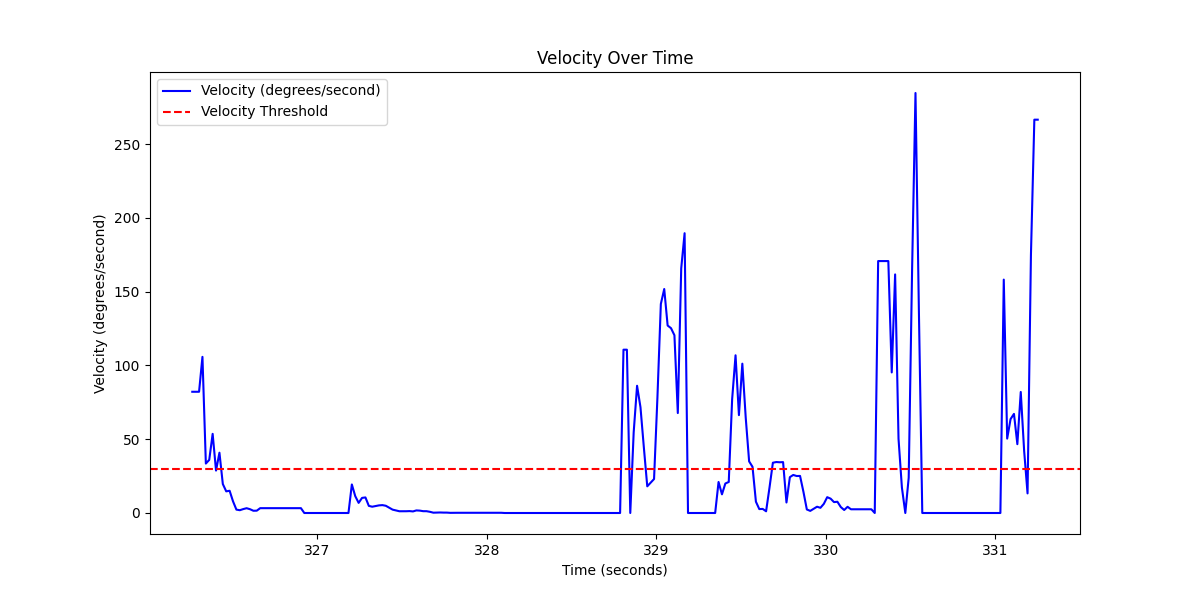 Velocity Over Time
Velocity (degrees/second)
Velocity Threshold
250
200
150
100
50
0
Velocity (degrees/second)
327 328 329 330 331
Time (seconds)